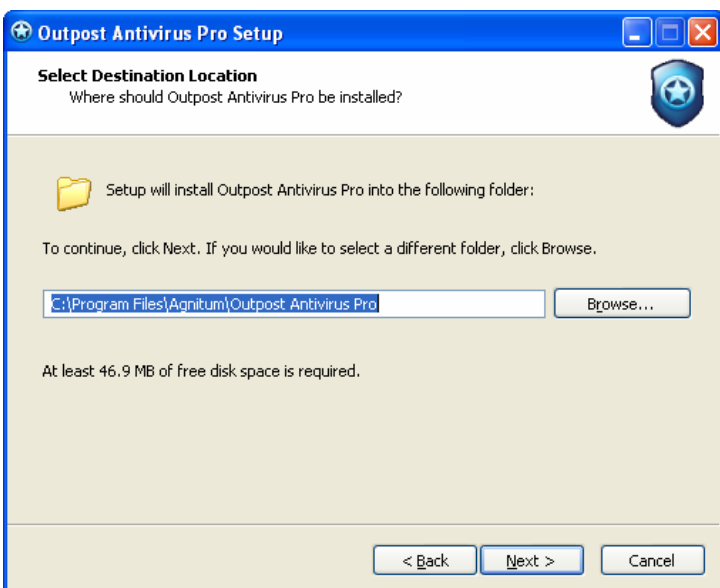 Outpost Antivirus Pro Setup
Select Destination Location
Where should Outpost Antivirus Pro be installed?
Setup will install Outpost Antivirus Pro into the following folder:
To continue, click Next. If you would like to select a different folder, click Browse.
C:\Program Files\Agnitum\Outpost Antivirus Pro
Browse...
At least 46.9 MB of free disk space is required.
< Back
Next >
Cancel